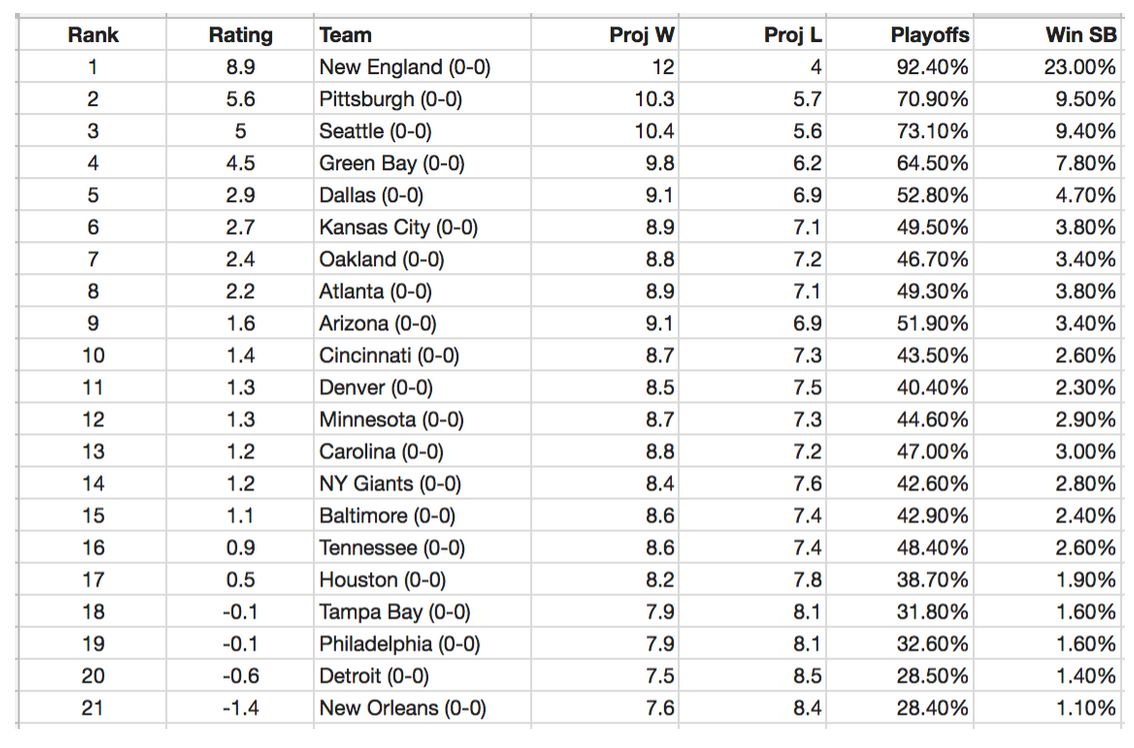 Rank Rating Team Proj W Proj L Playoffs Win SB
1 8.9 New England (0-0) 12 4 92.40% 23.00%
2 5.6 Pittsburgh (0-0) 10.3 5.7 70.90% 9.50%
3 5 Seattle (0-0) 10.4 5.6 73.10% 9.40%
4 4.5 Green Bay (0-0) 9.8 6.2 64.50% 7.80%
5 2.9 Dallas (0-0) 9.1 6.9 52.80% 4.70%
6 2.7 Kansas City (0-0) 8.9 7.1 49.50% 3.80%
7 2.4 Oakland (0-0) 8.8 7.2 46.70% 3.40%
8 2.2 Atlanta (0-0) 8.9 7.1 49.30% 3.80%
9 1.6 Arizona (0-0) 9.1 6.9 51.90% 3.40%
10 1.4 Cincinnati (0-0) 8.7 7.3 43.50% 2.60%
11 1.3 Denver (0-0) 8.5 7.5 40.40% 2.30%
12 1.3 Minnesota (0-0) 8.7 7.3 44.60% 2.90%
13 1.2 Carolina (0-0) 8.8 7.2 47.00% 3.00%
14 1.2 NY Giants (0-0) 8.4 7.6 42.60% 2.80%
15 1.1 Baltimore (0-0) 8.6 7.4 42.90% 2.40%
16 0.9 Tennessee (0-0) 8.6 7.4 48.40% 2.60%
17 0.5 Houston (0-0) 8.2 7.8 38.70% 1.90%
18 -0.1 Tampa Bay (0-0) 7.9 8.1 31.80% 1.60%
19 -0.1 Philadelphia (0-0) 7.9 8.1 32.60% 1.60%
20 -0.6 Detroit (0-0) 7.5 8.5 28.50% 1.40%
21 -1.4 New Orleans (0-0) 7.6 8.4 28.40% 1.10%